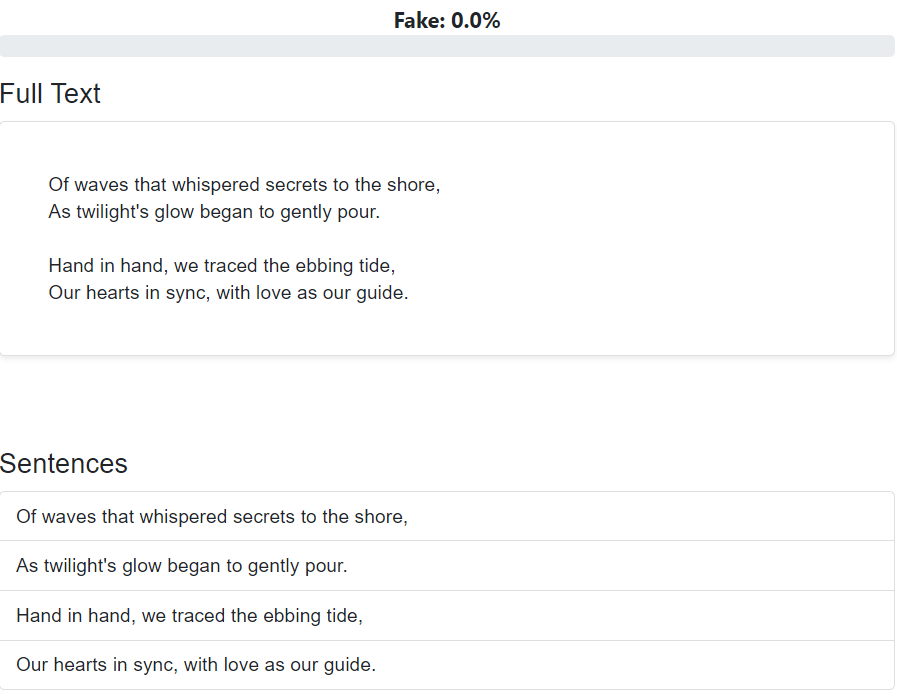 Fake: 0.0%
Full Text
Of waves that whispered secrets to the shore,
As twilight's glow began to gently pour.
Hand in hand, we traced the ebbing tide,
Our hearts in sync, with love as our guide.
Sentences
Of waves that whispered secrets to the shore,
As twilight's glow began to gently pour.
Hand in hand, we traced the ebbing tide,
Our hearts in sync, with love as our guide.